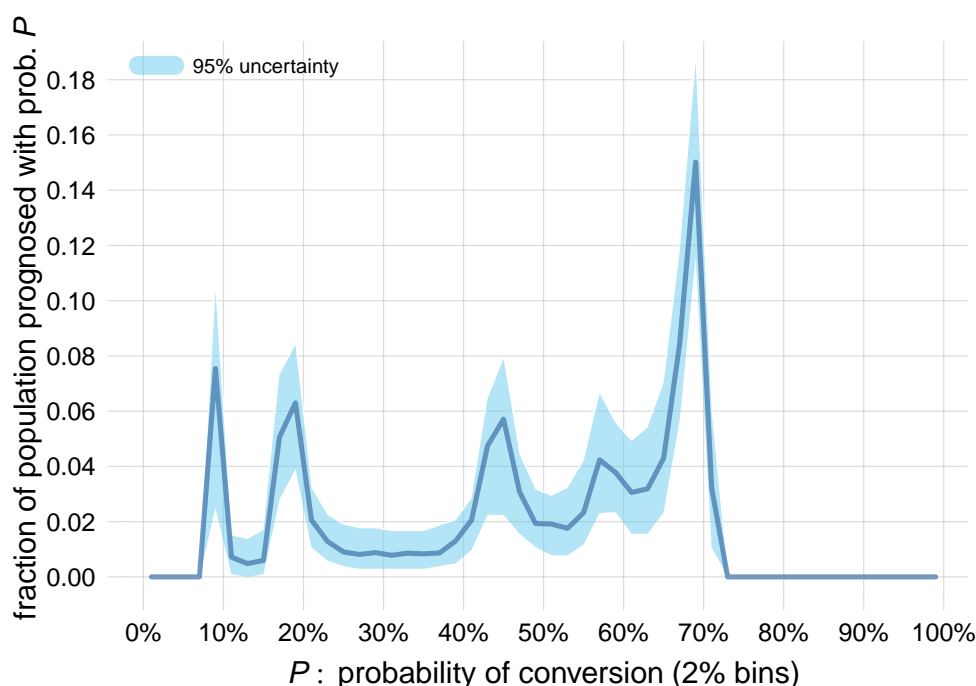 fraction of population prognosed with prob. P
95% uncertainty
0.18
0.16
0.14
0.12
0.10
0.08
0.06
0.04
0.02
0.00
0% 10% 20% 30% 40% 50% 60% 70% 80% 90% 100%
P : probability of conversion (2% bins)